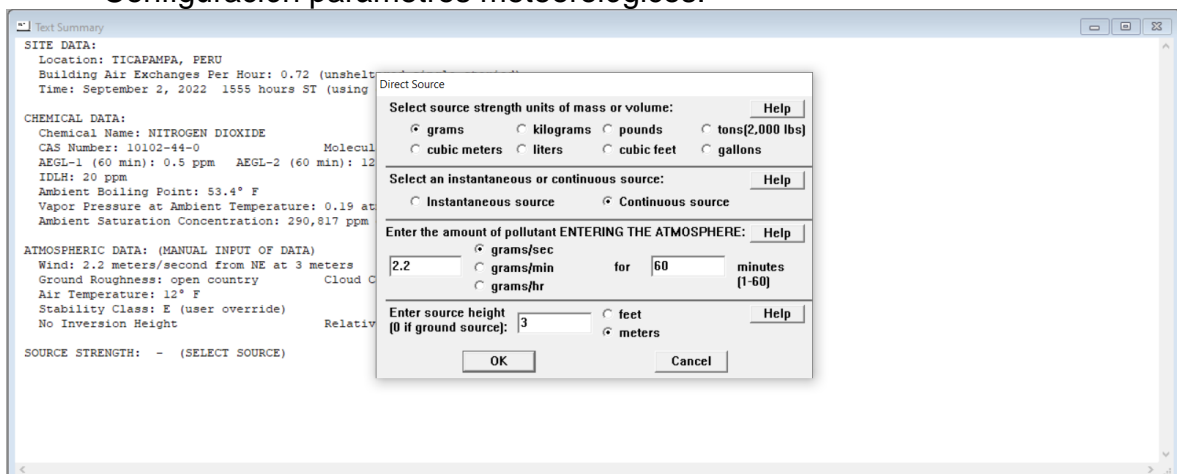 Configuración parámetros meteorológicos.
Text Summary
SITE DATA:
Location: TICAPAMPA, PERU
Building Air Exchanges Per Hour: 0.72
Time: September 2, 2022 1555 hours ST (using
CHEMICAL DATA:
Chemical Name: NITROGEN DIOXIDE
CAS Number: 10102-44-0 Molecul
AEGL-1 (60 min): 0.5 ppm AEGL-2 (60 min): 12
IDLH: 20 ppm
Ambient Boiling Point: 53.4° F
Vapor Pressure at Ambient Temperature: 0.19 at
Ambient Saturation Concentration: 290,817 ppm
ATMOSPHERIC DATA: (MANUAL INPUT OF DATA)
Wind: 2.2 meters/second from NE at 3 meters
Ground Roughness: open country Cloud C
Air Temperature: 12° F
Stability Class: E (user override)
No Inversion Height Relativ
SOURCE STRENGTH: - (SELECT SOURCE)
Direct Source
Select source strength units of mass or volume: Help
grams kilograms pounds tons(2,000 lbs)
cubic meters liters cubic feet gallons
Select an instantaneous or continuous source: Help
Instantaneous source Continuous source
Enter the amount of pollutant ENTERING THE ATMOSPHERE: Help
grams/sec
2.2 grams/min for 60 minutes
grams/hr (1-60)
Enter source height feet Help
(0 if ground source): 3 meters
OK Cancel